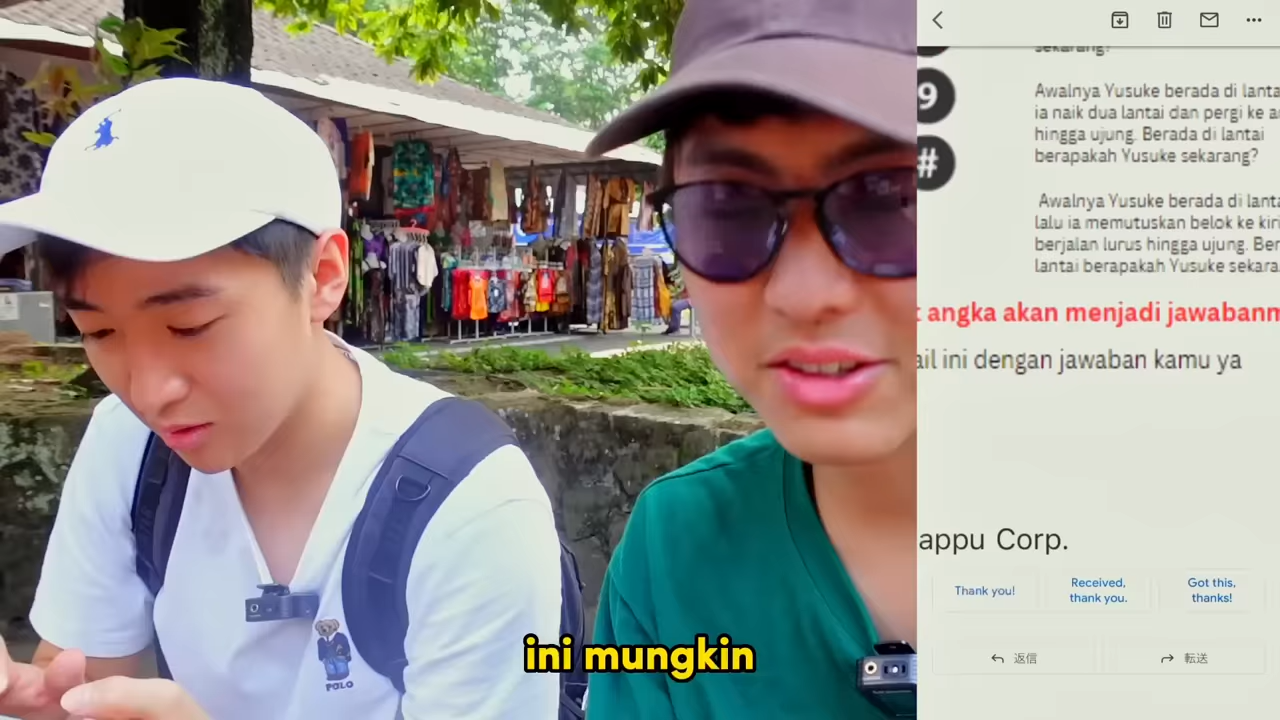 sekarang?
9
Awalnya Yusuke berada di lanta
ia naik dua lantai dan pergi ke a
hingga ujung. Berada di lantai
berapakah Yusuke sekarang?
#
Awalnya Yusuke berada di lanta
lalu ia memutuskan belok ke kir
berjalan lurus hingga ujung. Ber
lantai berapakah Yusuke sekara
t angka akan menjadi jawabann
ail ini dengan jawaban kamu ya
appu Corp.
Thank you!
Received,
thank you.
Got this,
thanks!
返信
転送
ini mungkin
POLO